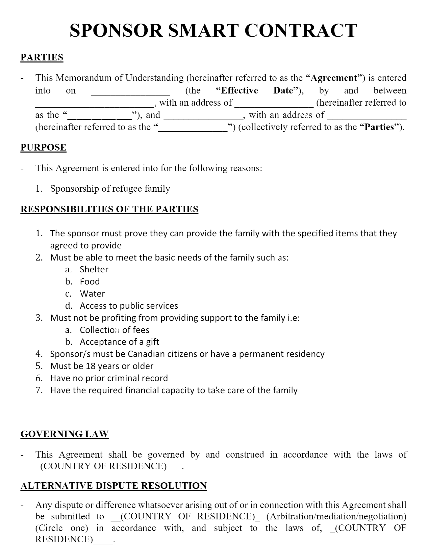 SPONSOR SMART CONTRACT
PARTIES
- This Memorandum of Understanding (hereinafter referred to as the “Agreement”) is entered
into on ________________ (the “Effective Date”), by and between
________________________, with an address of ________________ (hereinafter referred to
as the “_____________”), and ________________, with an address of ________________
(hereinafter referred to as the “______________”) (collectively referred to as the “Parties”).
PURPOSE
- This Agreement is entered into for the following reasons:
1. Sponsorship of refugee family
RESPONSIBILITIES OF THE PARTIES
1. The sponsor must prove they can provide the family with the specified items that they
agreed to provide
2. Must be able to meet the basic needs of the family such as:
a. Shelter
b. Food
c. Water
d. Access to public services
3. Must not be profiting from providing support to the family i.e:
a. Collection of fees
b. Acceptance of a gift
4. Sponsor/s must be Canadian citizens or have a permanent residency
5. Must be 18 years or older
6. Have no prior criminal record
7. Have the required financial capacity to take care of the family
GOVERNING LAW
- This Agreement shall be governed by and construed in accordance with the laws of
_(COUNTRY OF RESIDENCE)___.
ALTERNATIVE DISPUTE RESOLUTION
- Any dispute or difference whatsoever arising out of or in connection with this Agreement shall
be submitted to __(COUNTRY OF RESIDENCE)_ (Arbitration/mediation/negotiation)
(Circle one) in accordance with, and subject to the laws of, _(COUNTRY OF
RESIDENCE)____.